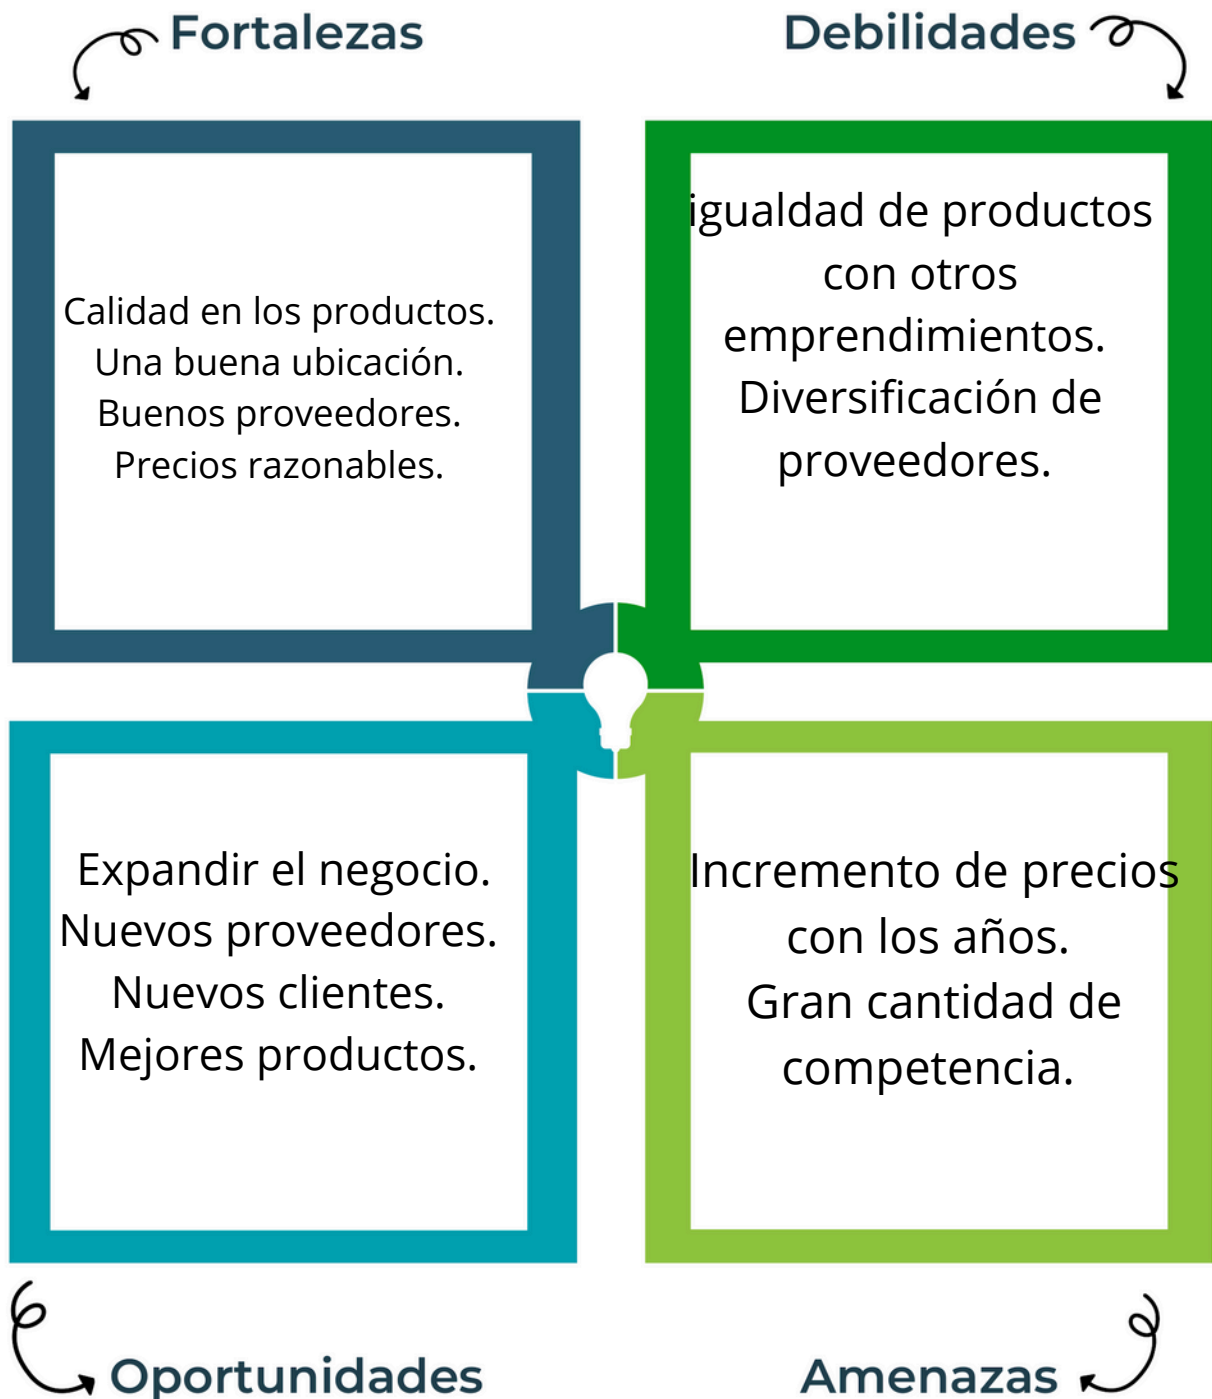 Fortalezas
Calidad en los productos.
Una buena ubicación.
Buenos proveedores.
Precios razonables.
Debilidades
igualdad de productos
con otros
emprendimientos.
Diversificación de
proveedores.
Expandir el negocio.
Nuevos proveedores.
Nuevos clientes.
Mejores productos.
Oportunidades
Incremento de precios
con los años.
Gran cantidad de
competencia.
Amenazas